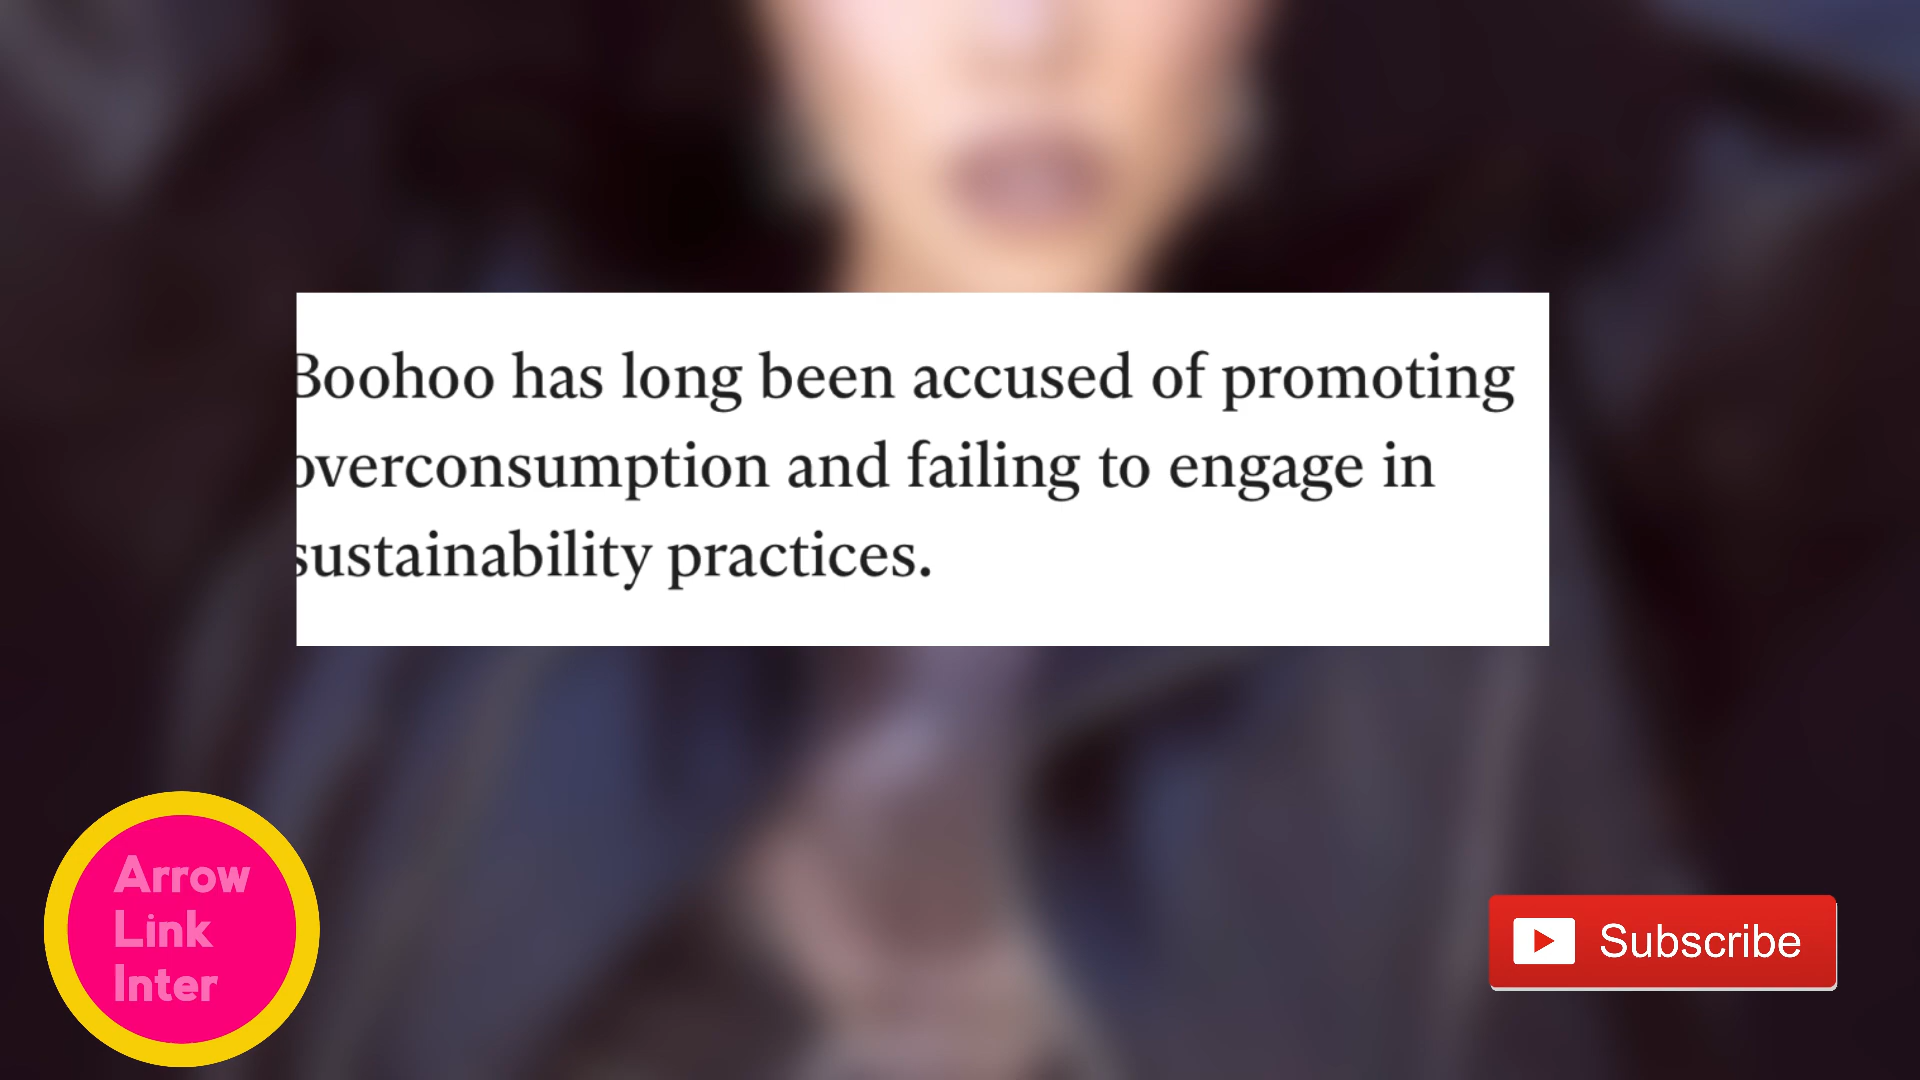 Boohoo has long been accused of promoting
overconsumption and failing to engage in
sustainability practices.
Arrow
Link
Inter
Subscribe